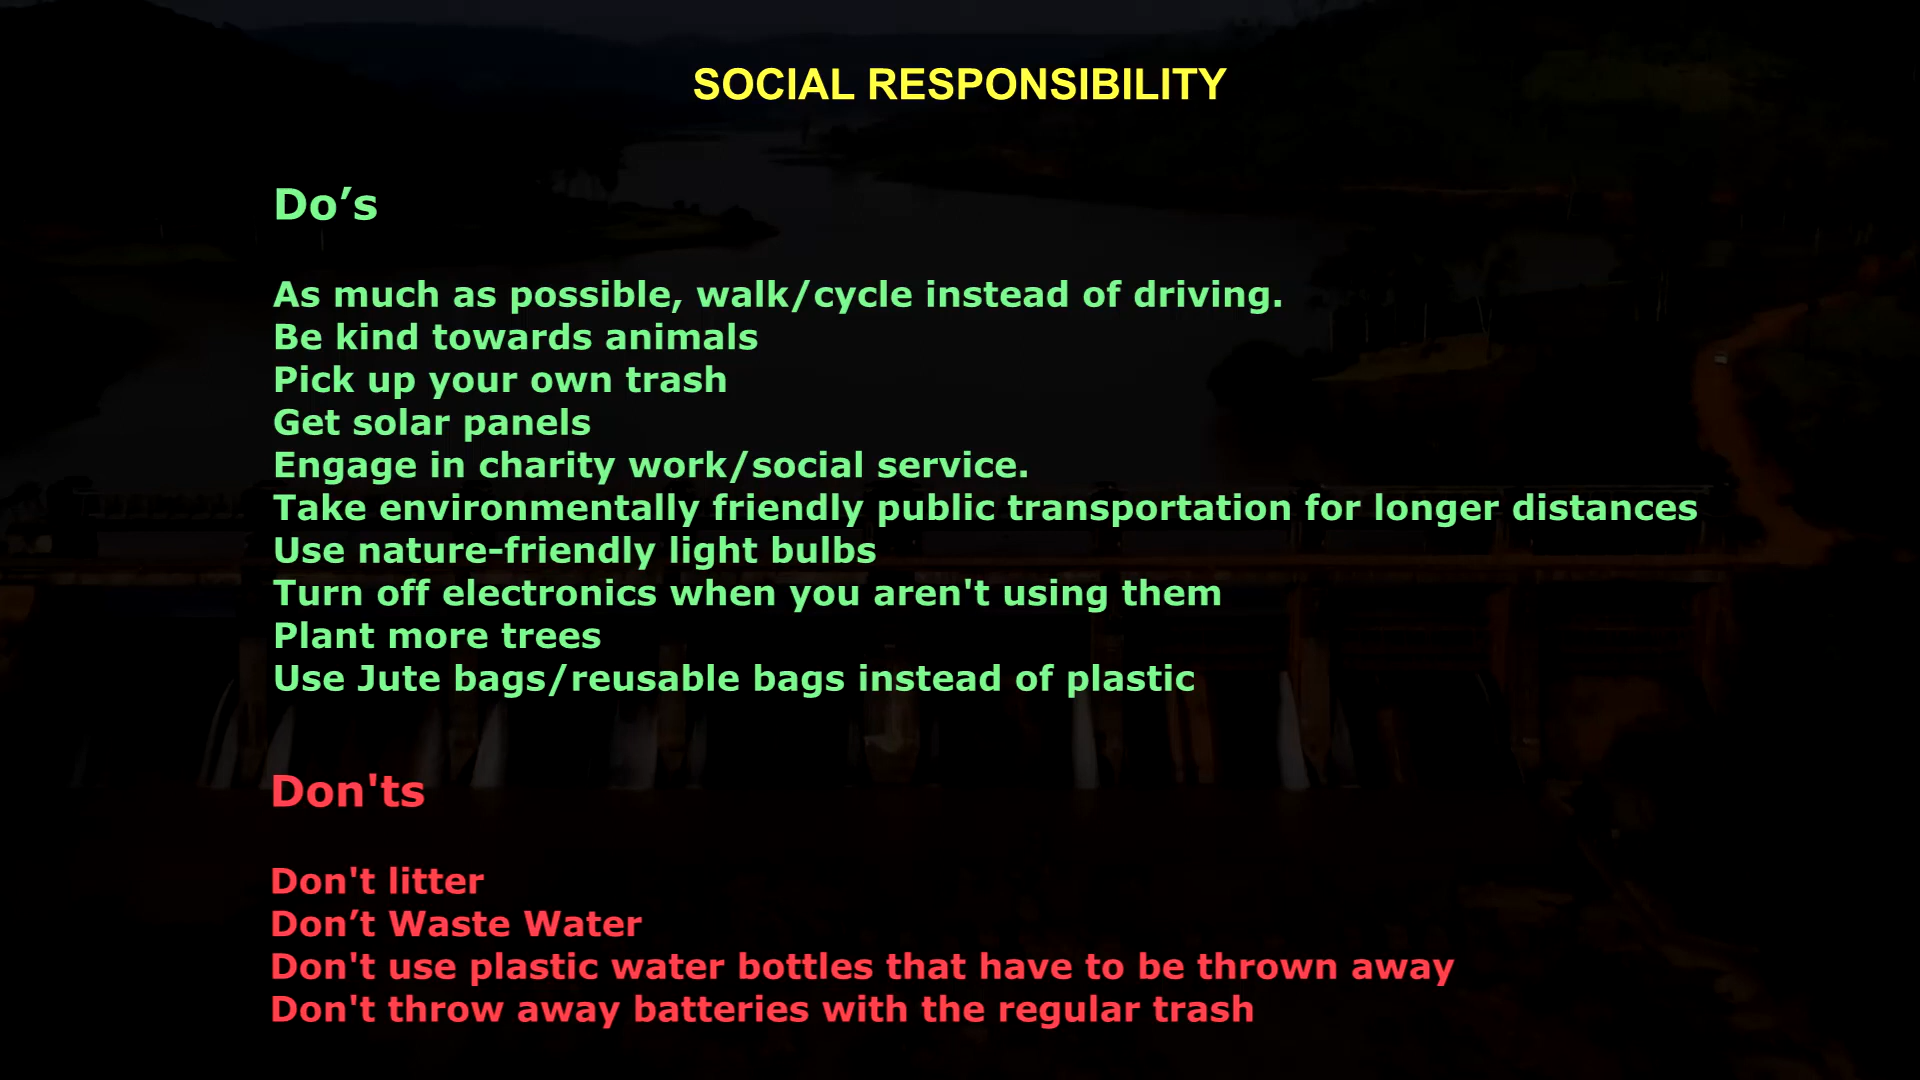 SOCIAL RESPONSIBILITY
Do’s
As much as possible, walk/cycle instead of driving.
Be kind towards animals
Pick up your own trash
Get solar panels
Engage in charity work/social service.
Take environmentally friendly public transportation for longer distances
Use nature-friendly light bulbs
Turn off electronics when you aren't using them
Plant more trees
Use Jute bags/reusable bags instead of plastic
Don'ts
Don't litter
Don’t Waste Water
Don't use plastic water bottles that have to be thrown away
Don't throw away batteries with the regular trash